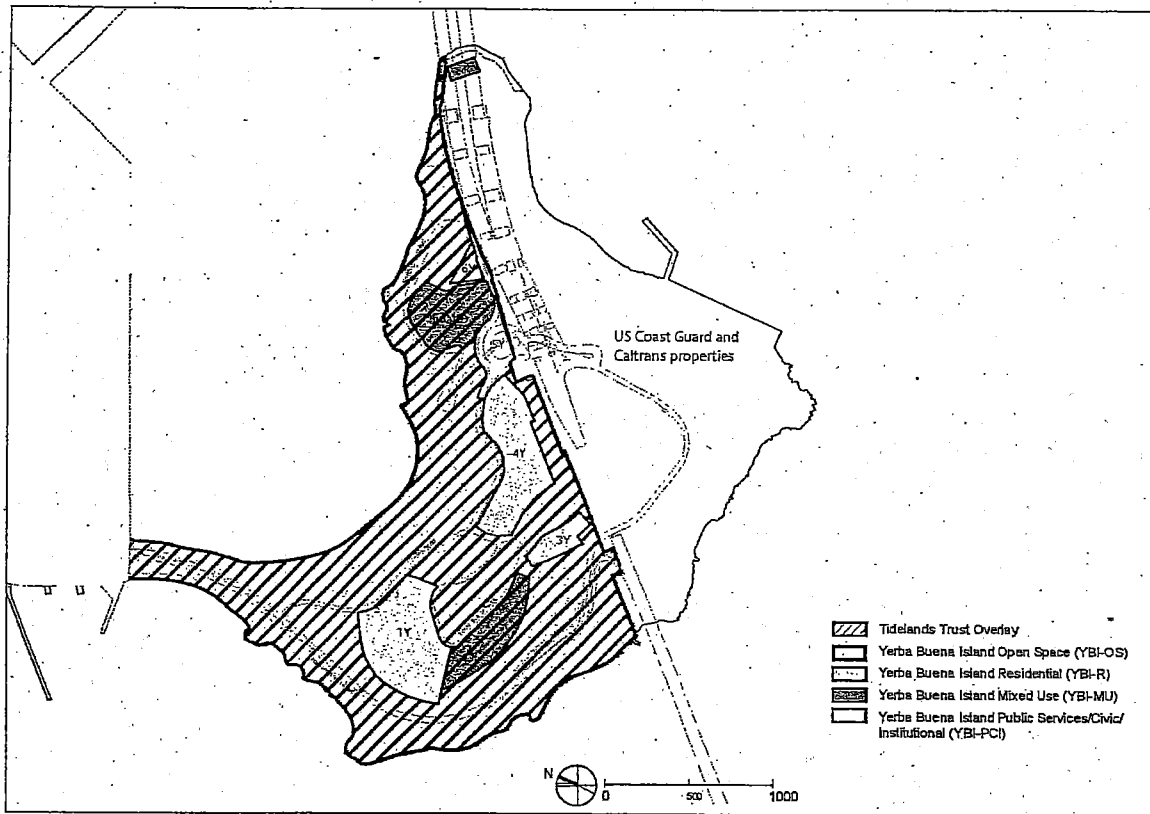 US Coast Guard and
Caltrans properties
4Y
3Y
1Y
Tidelands Trust Overlay
Yerba Buena Island Open Space (YBI-OS)
Yerba Buena Island Residential (YBI-R)
Yerba Buena Island Mixed Use (YBI-MU)
Yerba Buena Island Public Services/Civic/
Institutional (YBI-PCI)
N
0
500
1000